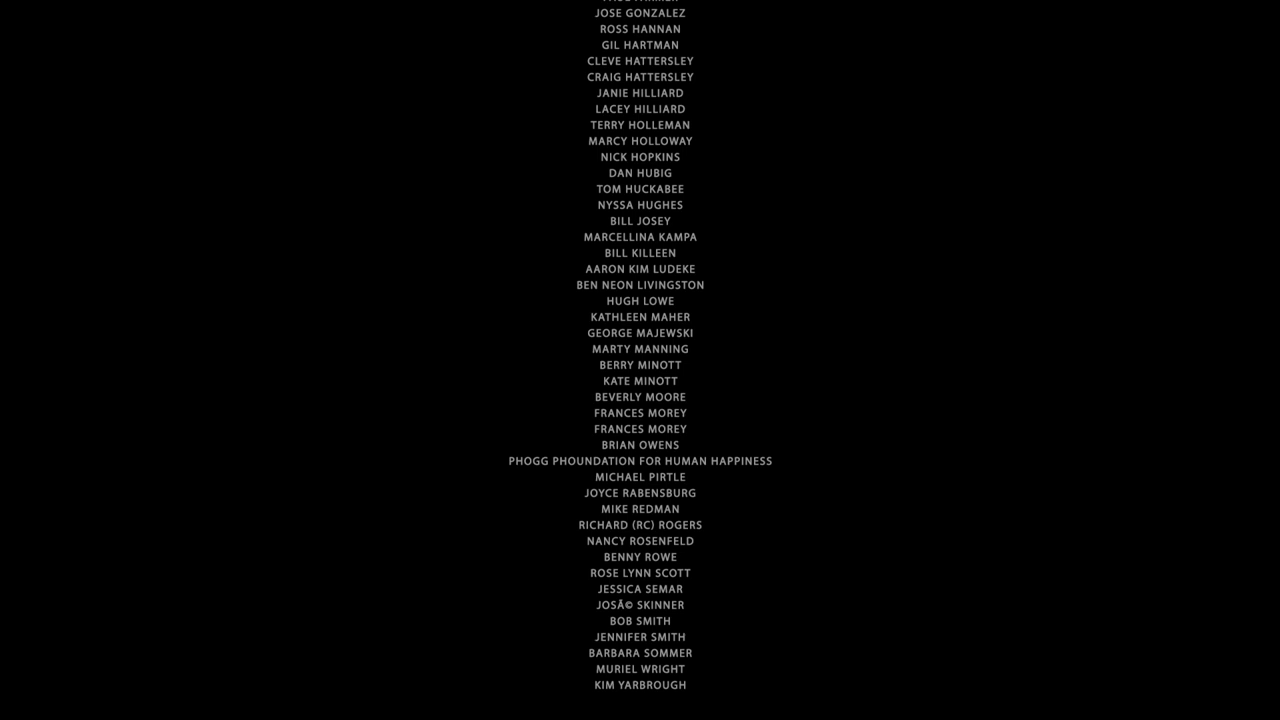 JOSE GONZALEZ
ROSS HANNAN
GIL HARTMAN
CLEVE HATTERSLEY
CRAIG HATTERSLEY
JANIE HILLIARD
LACEY HILLIARD
TERRY HOLLEMAN
MARCY HOLLOWAY
NICK HOPKINS
DAN HUBIG
TOM HUCKABEE
NYSSA HUGHES
BILL JOSEY
MARCELLINA KAMPA
BILL KILLEEN
AARON KIM LUDEKE
BEN NEON LIVINGSTON
HUGH LOWE
KATHLEEN MAHER
GEORGE MAJEWSKI
MARTY MANNING
BERRY MINOTT
KATE MINOTT
BEVERLY MOORE
FRANCES MOREY
FRANCES MOREY
BRIAN OWENS
PHOGG PHOUNDATION FOR HUMAN HAPPINESS
MICHAEL PIRTLE
JOYCE RABENSBURG
MIKE REDMAN
RICHARD (RC) ROGERS
NANCY ROSENFELD
BENNY ROWE
ROSE LYNN SCOTT
JESSICA SEMAR
JOSÃ© SKINNER
BOB SMITH
JENNIFER SMITH
BARBARA SOMMER
MURIEL WRIGHT
KIM YARBROUGH